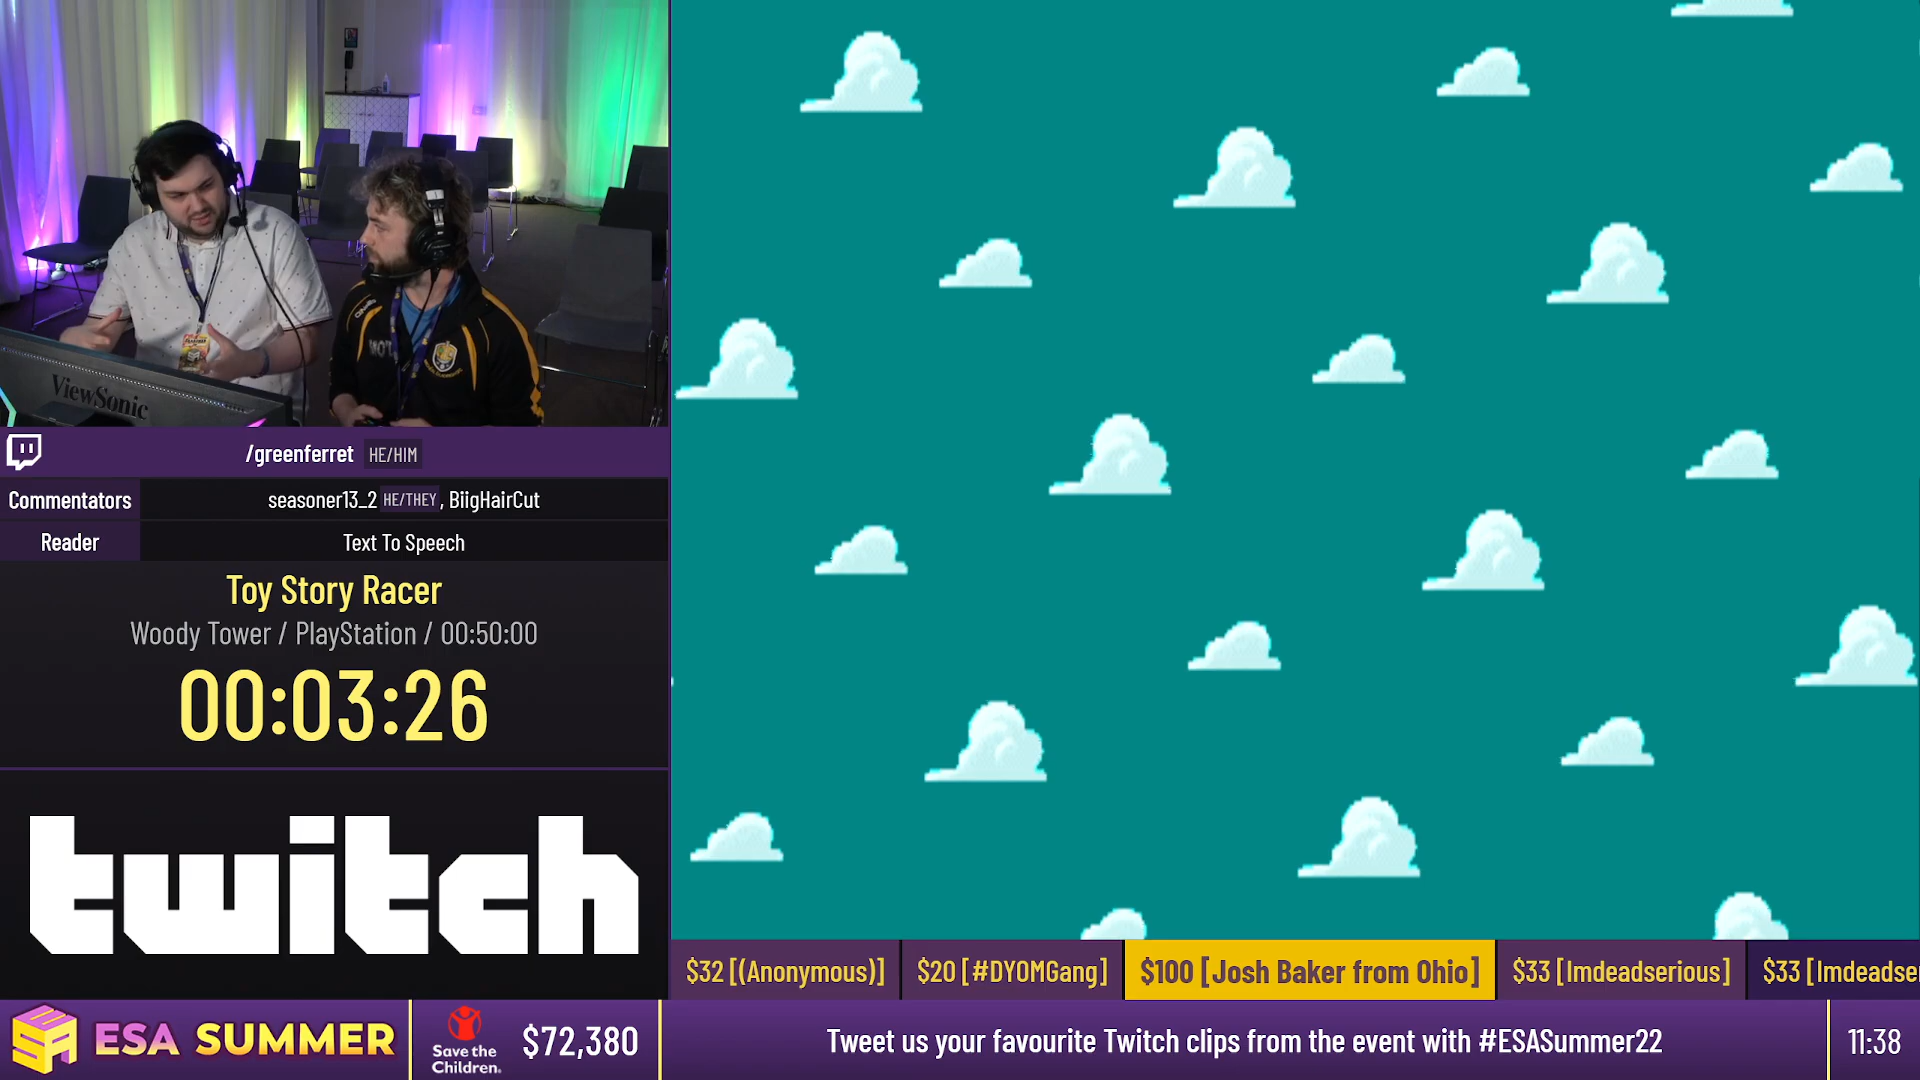 ViewSonic
/greenferret HE/HIM
Commentators seasoner13_2 HE/THEY, BiigHairCut
Reader Text To Speech
Toy Story Racer
Woody Tower / PlayStation / 00:50:00
00:03:26
twitch
$32 [(Anonymous)] $20 [#DYOMGang] $100 [Josh Baker from Ohio] $33 [Imdeadserious] $33 [Imdeadse
ESA SUMMER Save the Children. $72,380 Tweet us your favourite Twitch clips from the event with #ESASummer22 11:38